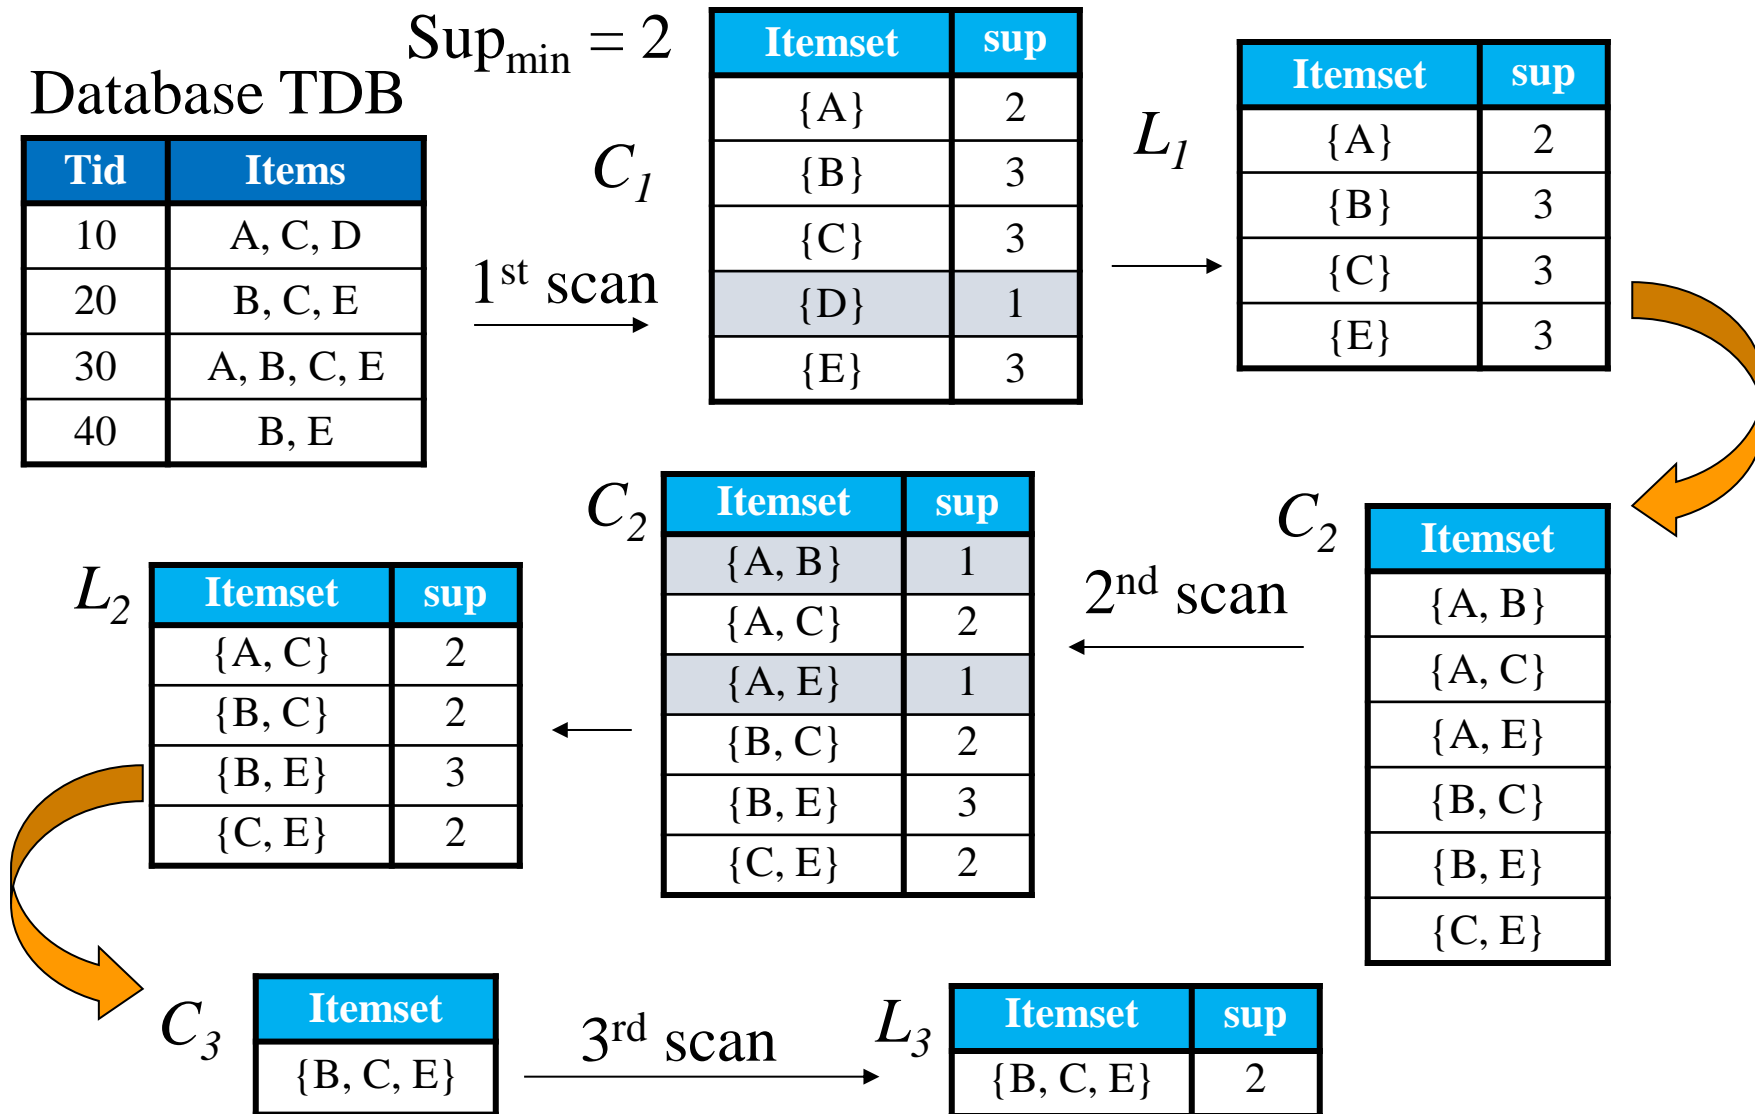 Sup_min = 2
Database TDB
Tid Items
10 A, C, D
20 B, C, E
30 A, B, C, E
40 B, E
1st scan
C1
Itemset sup
{A} 2
{B} 3
{C} 3
{D} 1
{E} 3
L1
Itemset sup
{A} 2
{B} 3
{C} 3
{E} 3
C2
Itemset
{A, B}
{A, C}
{A, E}
{B, C}
{B, E}
{C, E}
2nd scan
C2
Itemset sup
{A, B} 1
{A, C} 2
{A, E} 1
{B, C} 2
{B, E} 3
{C, E} 2
L2
Itemset sup
{A, C} 2
{B, C} 2
{B, E} 3
{C, E} 2
C3
Itemset
{B, C, E}
3rd scan
L3
Itemset sup
{B, C, E} 2